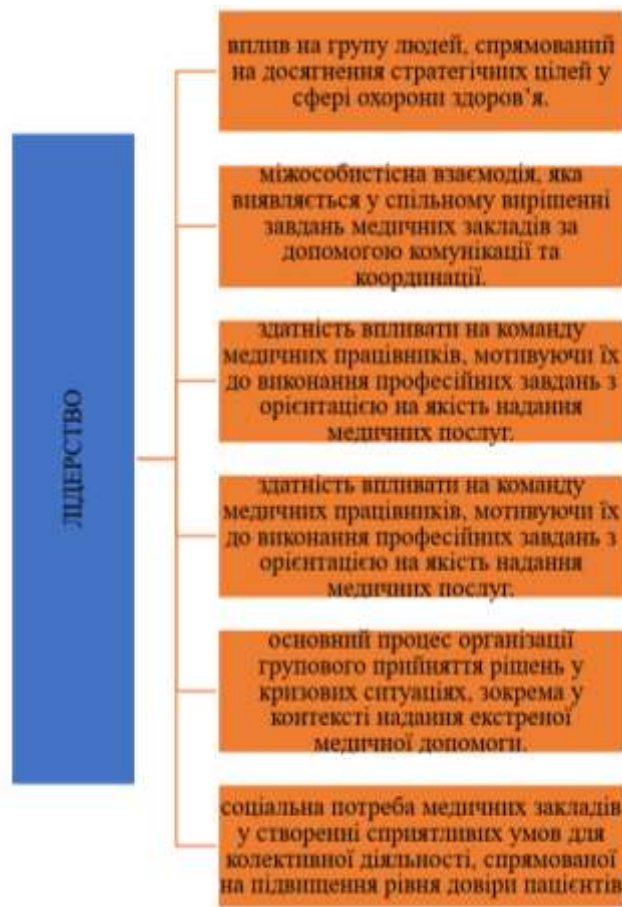 ЛІДЕРСТВО
вплив на групу людей, спрямований
на досягнення стратегічних цілей у
сфері охорони здоров’я.
міжособистісна взаємодія, яка
виявляється у спільному вирішенні
завдань медичних закладів за
допомогою комунікації та
координації.
здатність впливати на команду
медичних працівників, мотивуючи їх
до виконання професійних завдань з
орієнтацією на якість надання
медичних послуг.
здатність впливати на команду
медичних працівників, мотивуючи їх
до виконання професійних завдань з
орієнтацією на якість надання
медичних послуг.
основний процес організації
групового прийняття рішень у
кризових ситуаціях, зокрема у
контексті надання екстреної
медичної допомоги.
соціальна потреба медичних закладів
у створенні сприятливих умов для
колективної діяльності, спрямованої
на підвищення рівня довіри пацієнтів